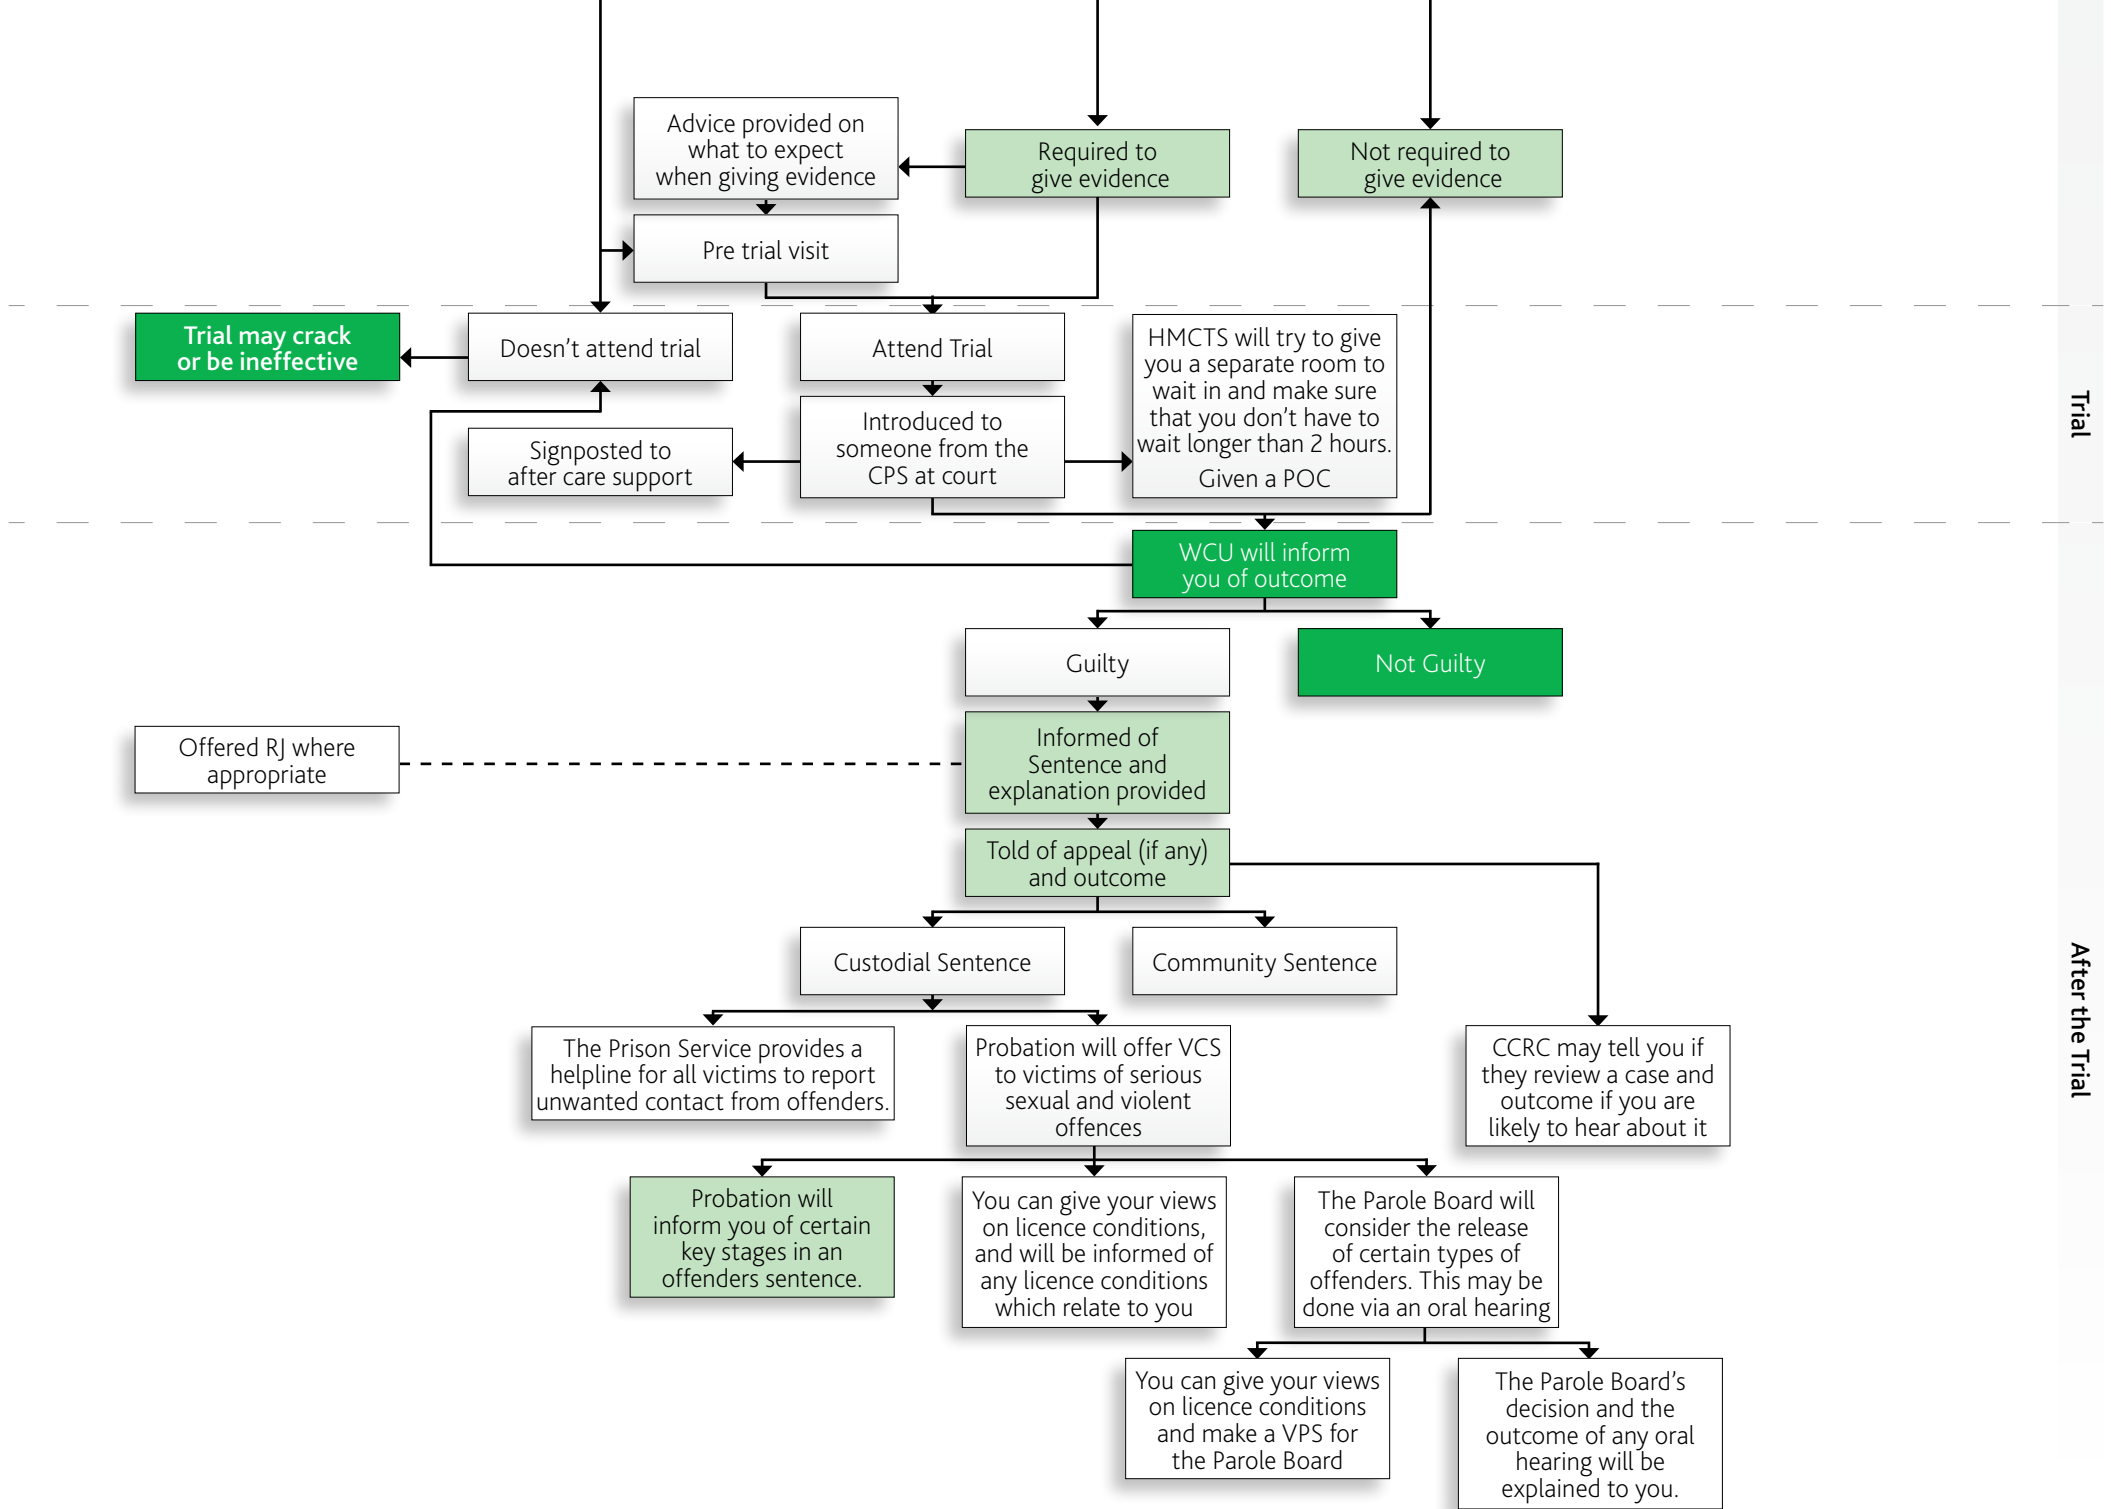 Advice provided on
what to expect
when giving evidence
Required to
give evidence
Not required to
give evidence
Pre trial visit
Trial may crack
or be ineffective
Doesn't attend trial
Attend Trial
HMCTS will try to give
you a separate room to
wait in and make sure
that you don't have to
wait longer than 2 hours.
Given a POC
Trial
Signposted to
after care support
Introduced to
someone from the
CPS at court
WCU will inform
you of outcome
Guilty
Not Guilty
Offered RJ where
appropriate
Informed of
Sentence and
explanation provided
Told of appeal (if any)
and outcome
Custodial Sentence
Community Sentence
After the Trial
The Prison Service provides a
helpline for all victims to report
unwanted contact from offenders.
Probation will offer VCS
to victims of serious
sexual and violent
offences
CCRC may tell you if
they review a case and
outcome if you are
likely to hear about it
Probation will
inform you of certain
key stages in an
offenders sentence.
You can give your views
on licence conditions,
and will be informed of
any licence conditions
which relate to you
The Parole Board will
consider the release
of certain types of
offenders. This may be
done via an oral hearing
You can give your views
on licence conditions
and make a VPS for
the Parole Board
The Parole Board's
decision and the
outcome of any oral
hearing will be
explained to you.